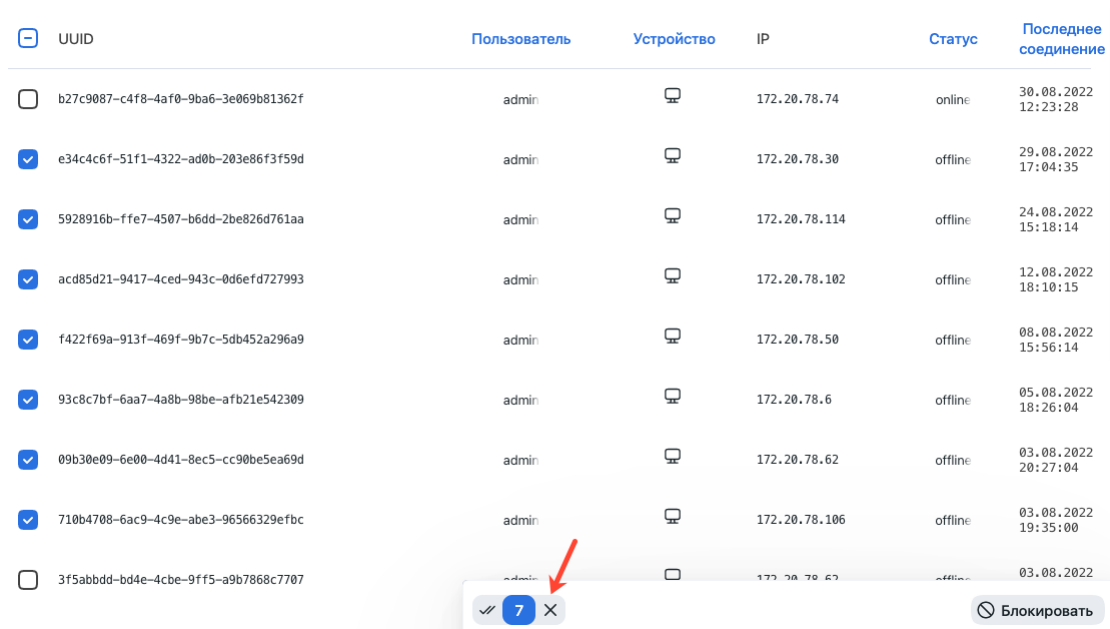 UUID Пользователь Устройство IP Статус Последнее соединение
b27c9087-c4f8-4af0-9ba6-3e069b81362f admin 172.20.78.74 online 30.08.2022 12:23:28
e34c4c6f-51f1-4322-ad0b-203e86f3f59d admin 172.20.78.30 offline 29.08.2022 17:04:35
5928916b-ffe7-4507-b6dd-2be826d761aa admin 172.20.78.114 offline 24.08.2022 15:18:14
acd85d21-9417-4ced-943c-0d6efd727993 admin 172.20.78.102 offline 12.08.2022 18:10:15
f422f69a-913f-469f-9b7c-5db452a296a9 admin 172.20.78.50 offline 08.08.2022 15:56:14
93c8c7bf-6aa7-4a8b-98be-afb21e542309 admin 172.20.78.6 offline 05.08.2022 18:26:04
09b30e09-6e00-4d41-8ec5-cc90be5ea69d admin 172.20.78.62 offline 03.08.2022 20:27:04
710b4708-6ac9-4c9e-abe3-96566329efbc admin 172.20.78.106 offline 03.08.2022 19:35:00
3f5abbdd-bd4e-4cbe-9ff5-a9b7868c7707 admin 172.20.78.62 offline 03.08.2022
7 Блокировать